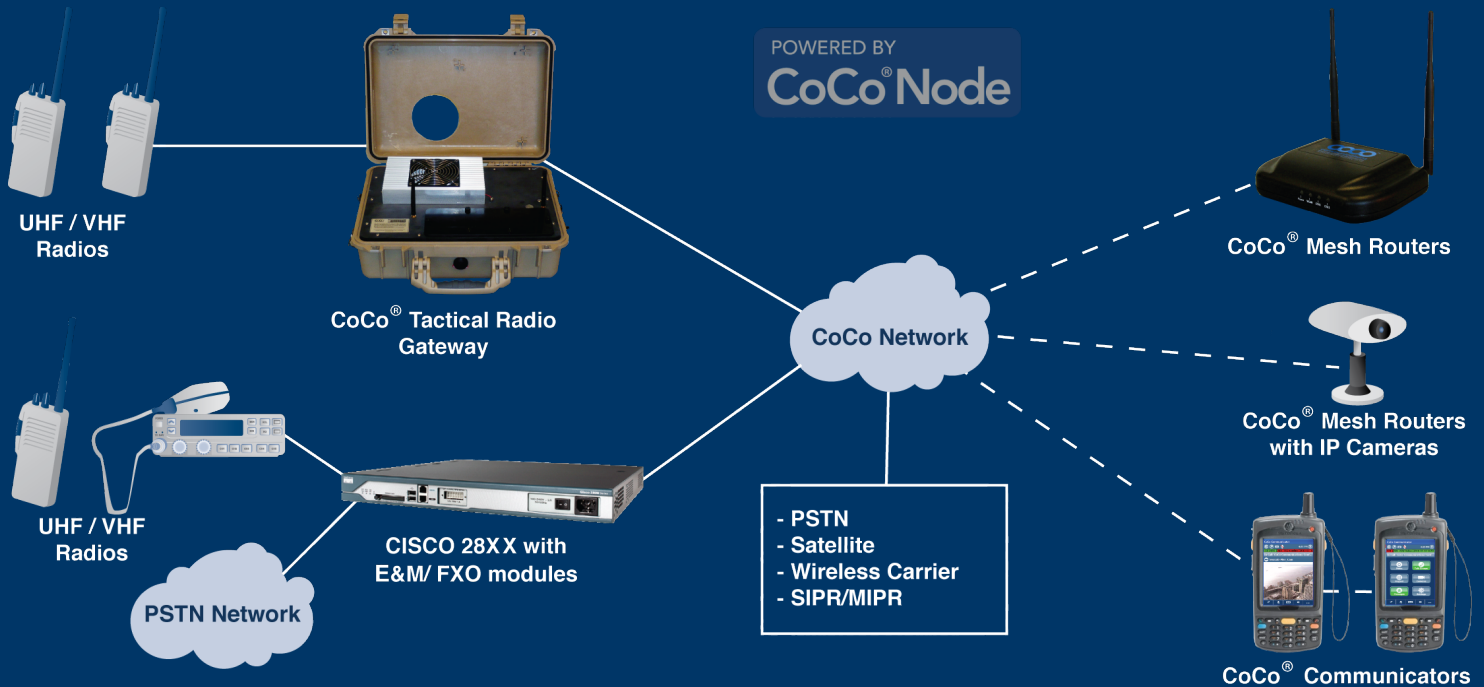 POWERED BY
CoCo® Node
UHF / VHF
Radios
CoCo® Tactical Radio
Gateway
CoCo Network
COCO
CoCo® Mesh Routers
CoCo® Mesh Routers
with IP Cameras
UHF / VHF
Radios
CISCO 28XX with
E&M/ FXO modules
PSTN Network
- PSTN
- Satellite
- Wireless Carrier
- SIPR/MIPR
CoCo® Communicators